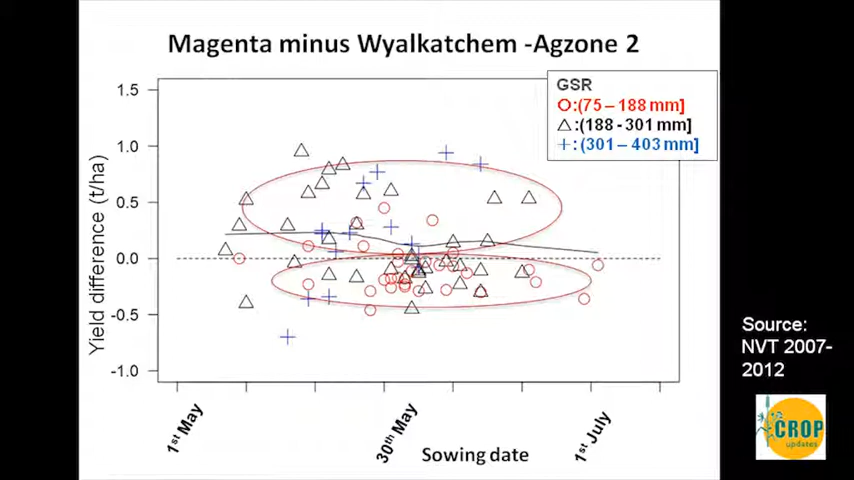 Magenta minus Wyalkatchem -Agzone 2
GSR
:(75 – 188 mm]
:(188 - 301 mm]
: (301 – 403 mm]
Yield difference (t/ha)
1.5
1.0
0.5
0.0
-0.5
-1.0
1st May
30th May
1st July
Sowing date
Source:
NVT 2007-
2012
CROP
updates